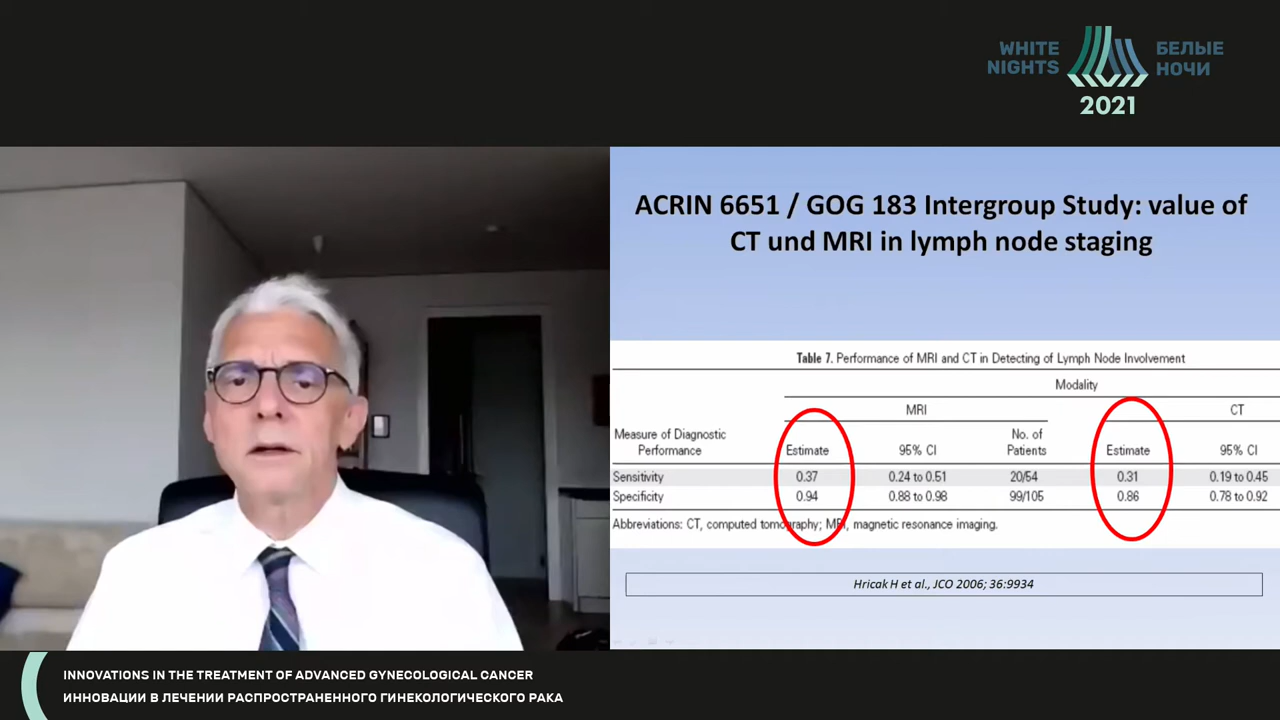 WHITE NIGHTS
БЕЛЫЕ НОЧИ
2021
ACRIN 6651 / GOG 183 Intergroup Study: value of
CT und MRI in lymph node staging
Table 7. Performance of MRI and CT in Detecting of Lymph Node Involvement
Modality
MRI CT
Measure of Diagnostic Performance Estimate 95% CI No. of Patients Estimate 95% CI
Sensitivity 0.37 0.24 to 0.51 20/54 0.31 0.19 to 0.45
Specificity 0.94 0.88 to 0.98 99/105 0.86 0.78 to 0.92
Abbreviations: CT, computed tomography; MRI, magnetic resonance imaging.
Hricak H et al., JCO 2006; 36:9934
INNOVATIONS IN THE TREATMENT OF ADVANCED GYNECOLOGICAL CANCER
ИННОВАЦИИ В ЛЕЧЕНИИ РАСПРОСТРАНЕННОГО ГИНЕКОЛОГИЧЕСКОГО РАКА